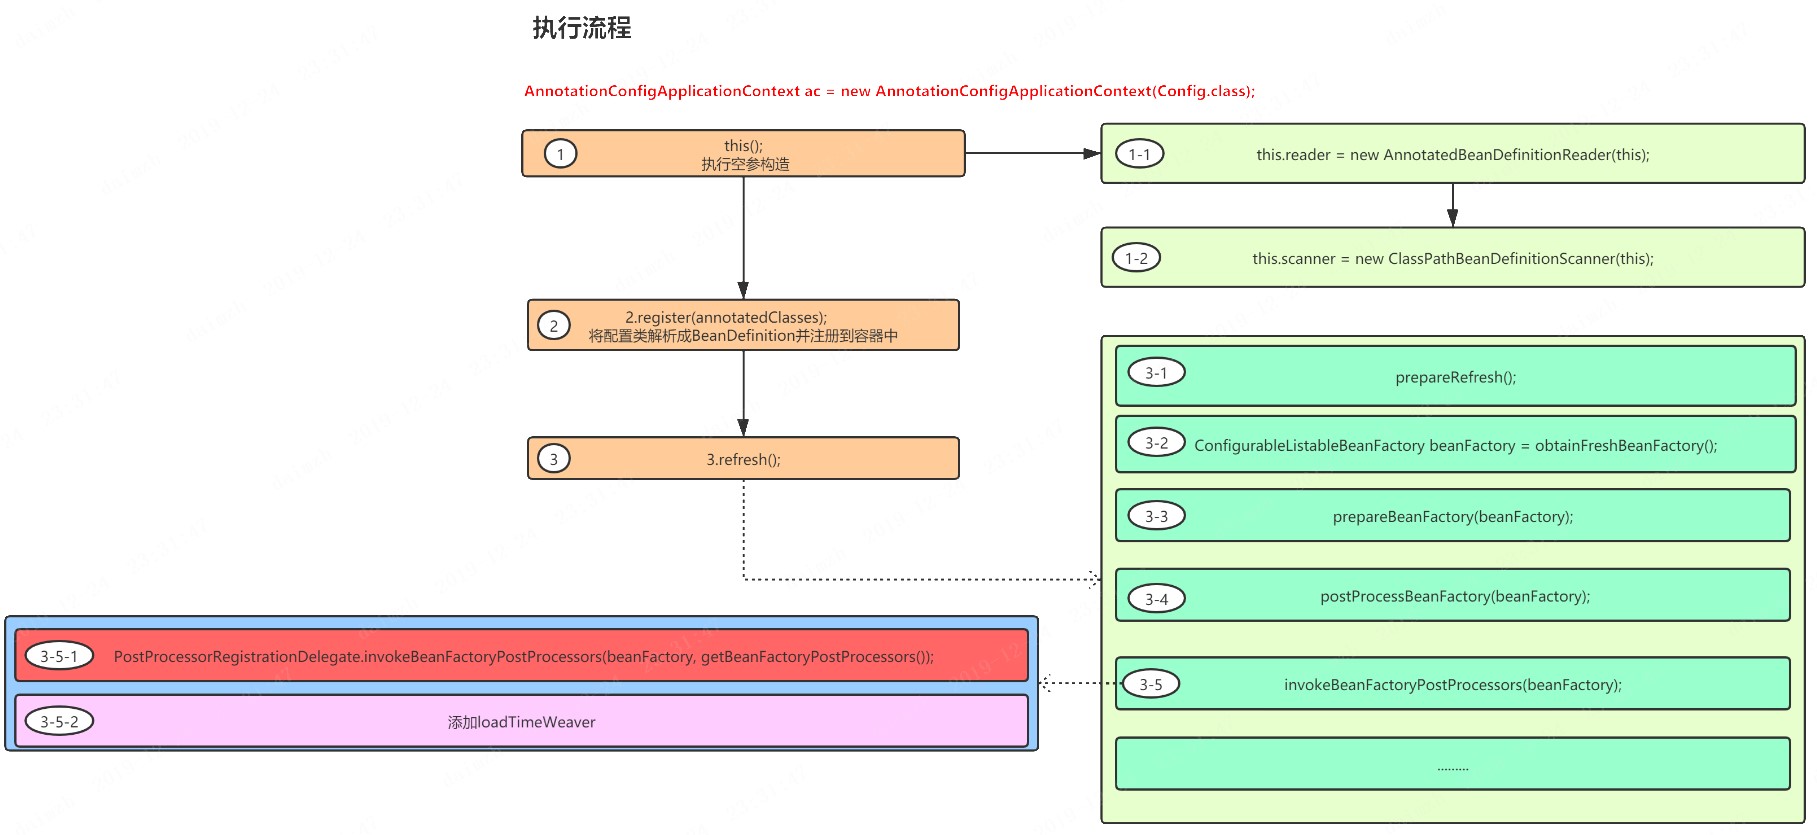 执行流程
AnnotationConfigApplicationContext ac = new AnnotationConfigApplicationContext(Config.class);
1
this();
执行空参构造
1-1
this.reader = new AnnotatedBeanDefinitionReader(this);
1-2
this.scanner = new ClassPathBeanDefinitionScanner(this);
2
2.register(annotatedClasses);
将配置类解析成BeanDefinition并注册到容器中
3
3.refresh();
3-1
prepareRefresh();
3-2
ConfigurableListableBeanFactory beanFactory = obtainFreshBeanFactory();
3-3
prepareBeanFactory(beanFactory);
3-4
postProcessBeanFactory(beanFactory);
3-5
invokeBeanFactoryPostProcessors(beanFactory);
.........
3-5-1
PostProcessorRegistrationDelegate.invokeBeanFactoryPostProcessors(beanFactory, getBeanFactoryPostProcessors());
3-5-2
添加loadTimeWeaver